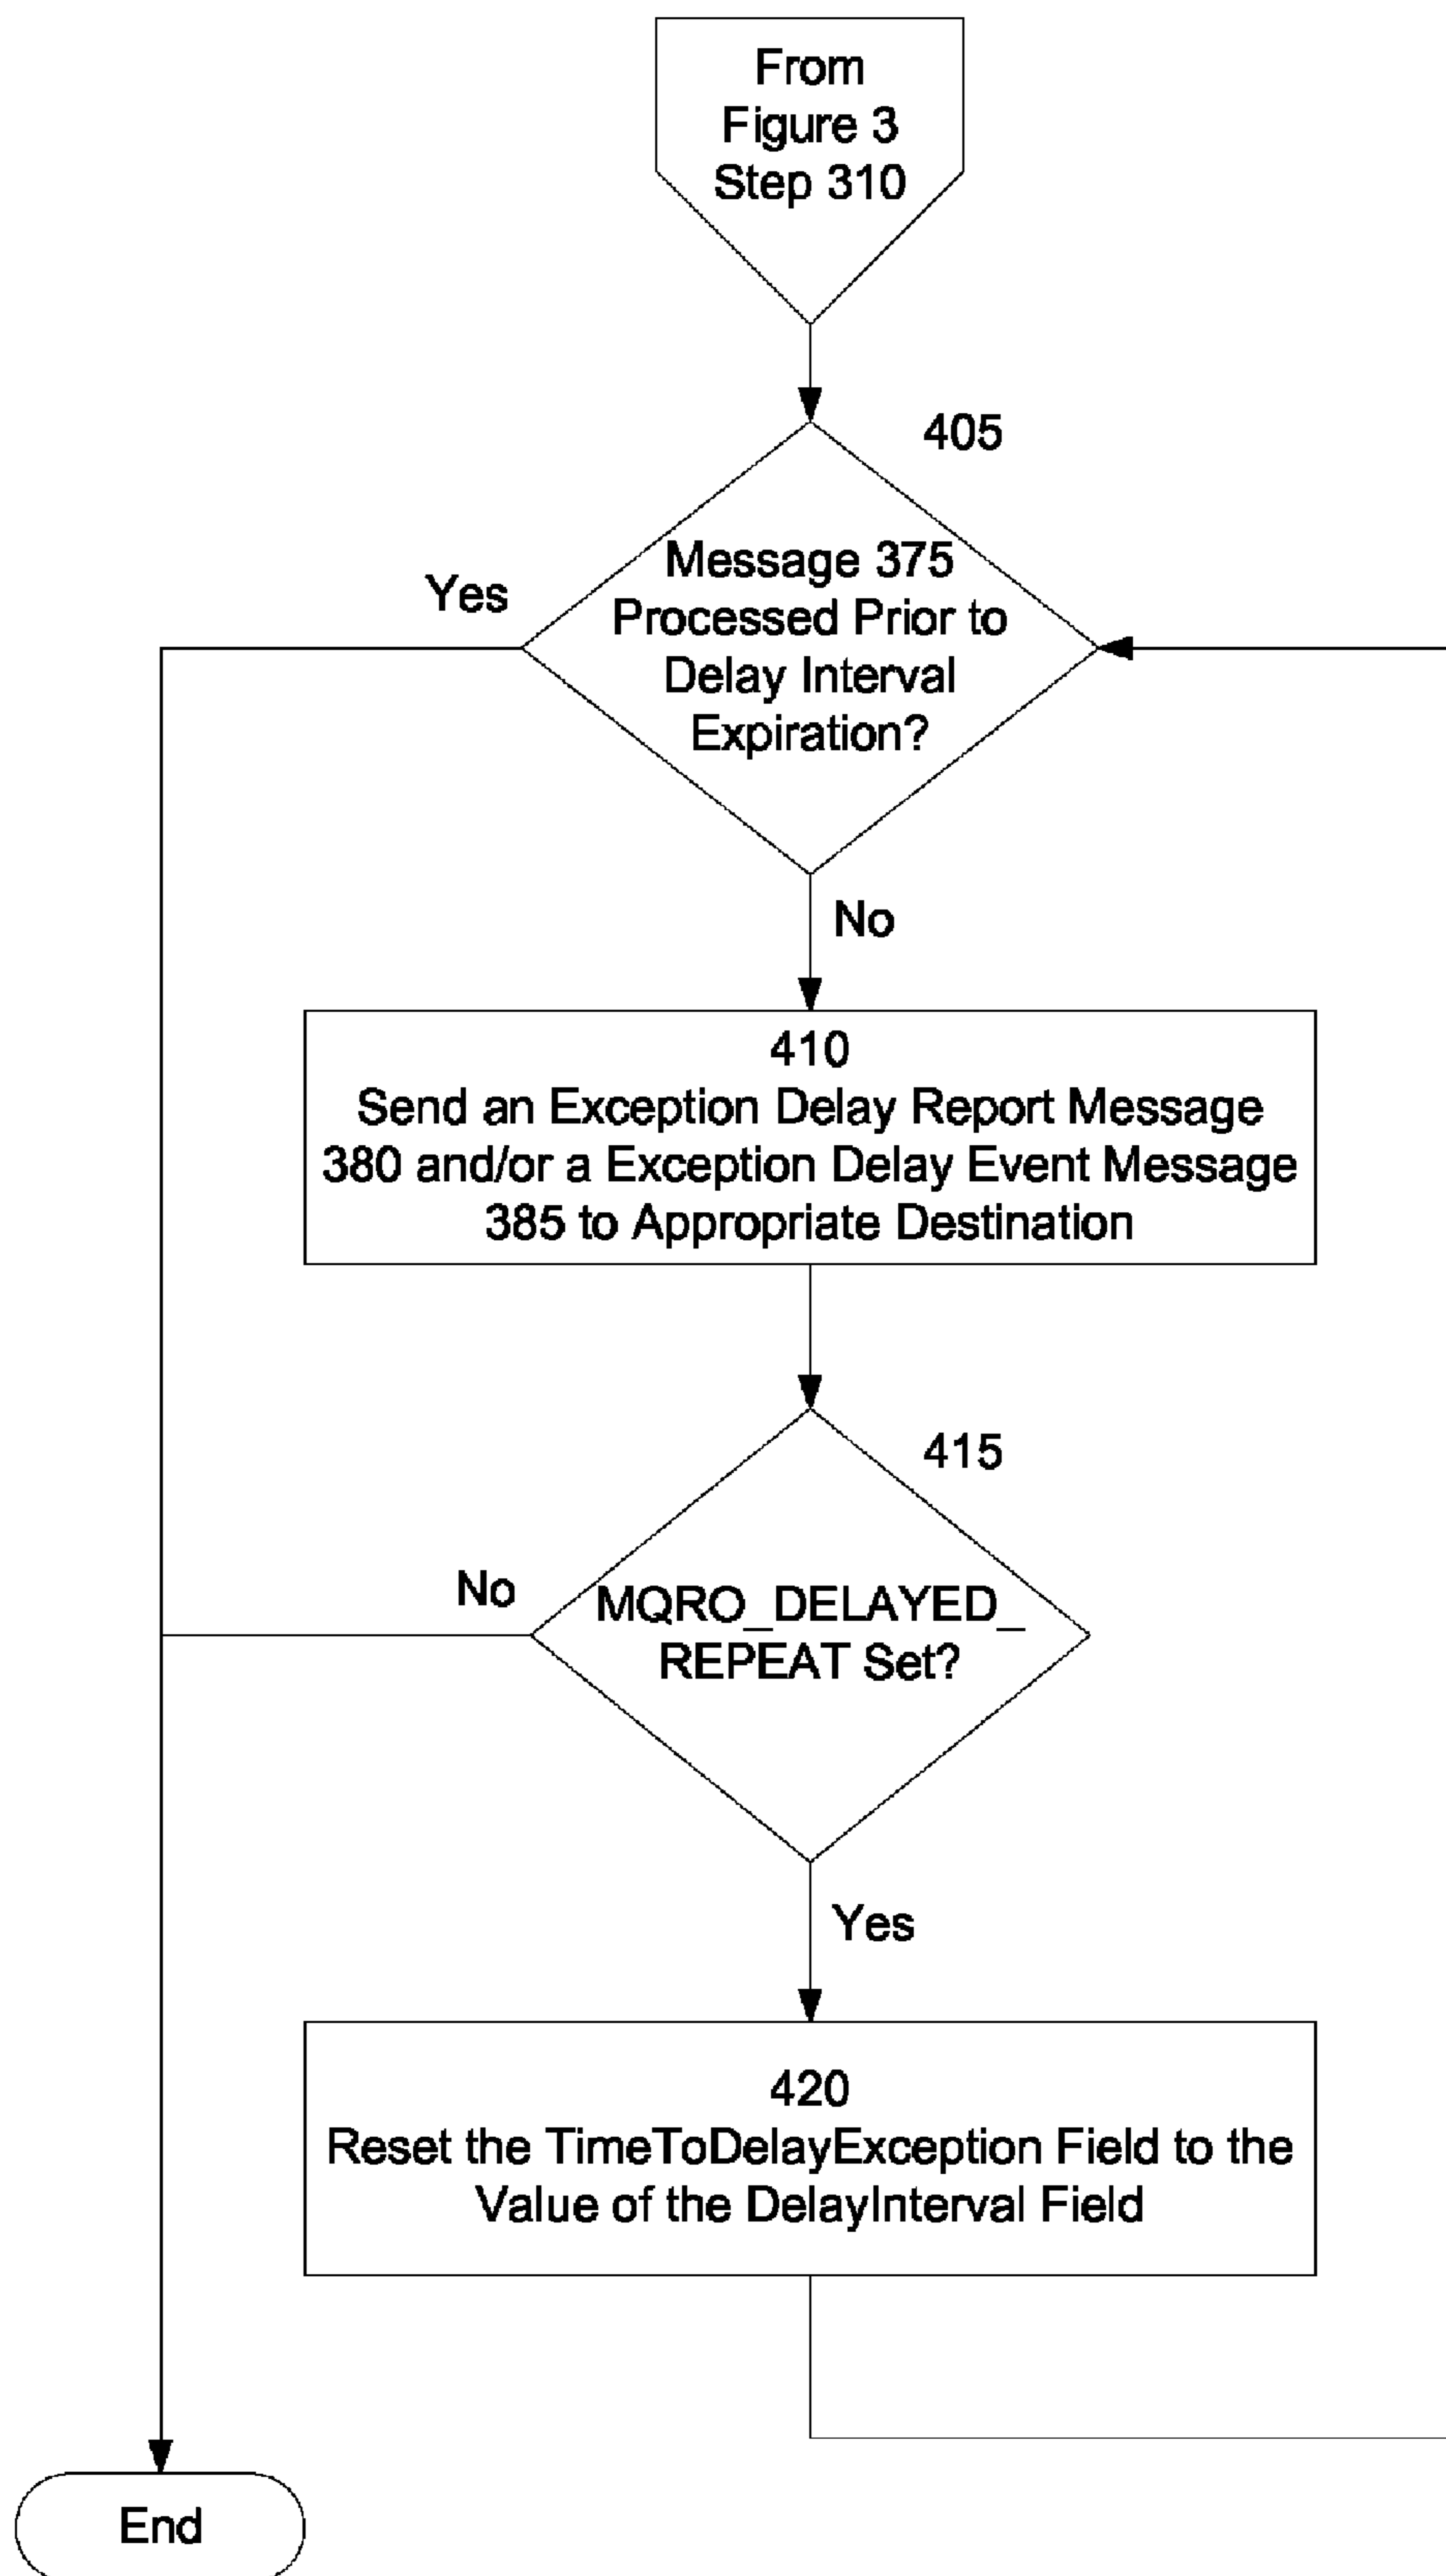 From
Figure 3
Step 310
405
Message 375
Processed Prior to
Delay Interval
Expiration?
Yes
No
410
Send an Exception Delay Report Message
380 and/or a Exception Delay Event Message
385 to Appropriate Destination
415
No
MQRO_DELAYED_
REPEAT Set?
Yes
420
Reset the TimeToDelayException Field to the
Value of the DelayInterval Field
End